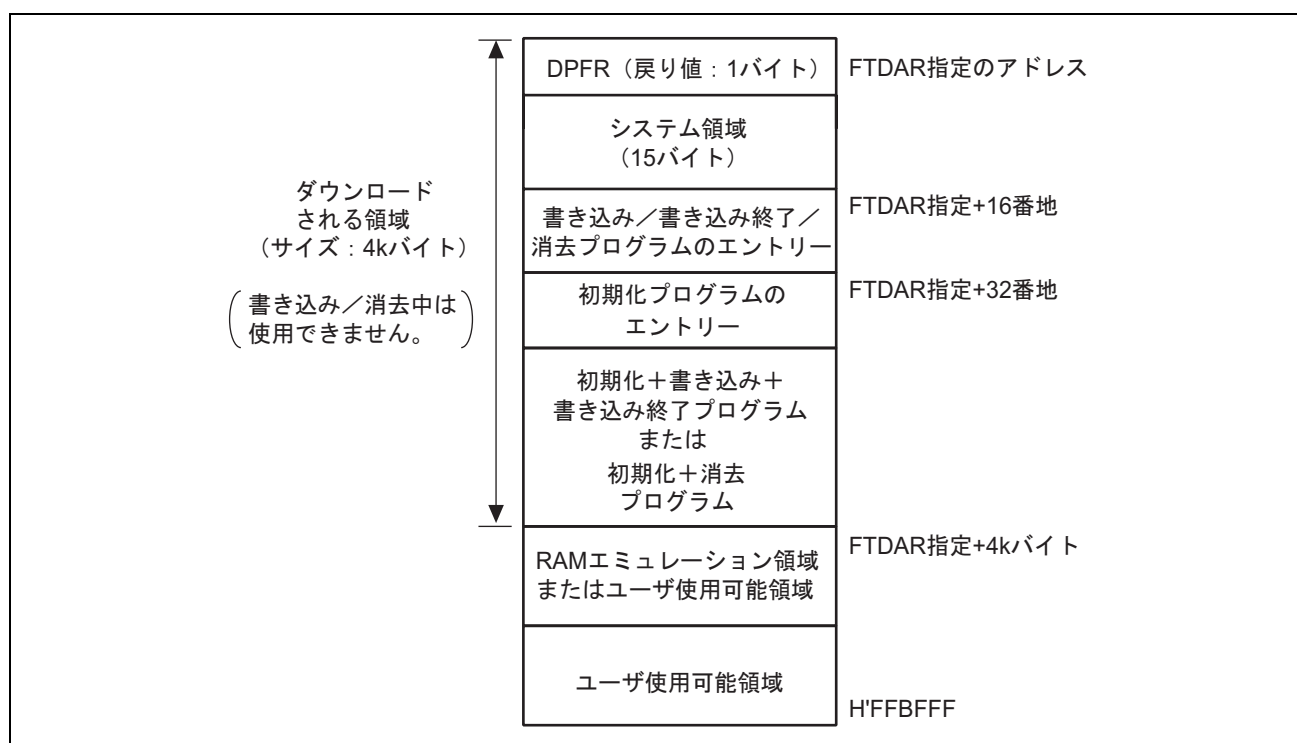 DPFR（戻り値：1バイト）
FTDAR指定のアドレス
システム領域
（15バイト）
ダウンロード
される領域
（サイズ：4kバイト）
書き込み／消去中は
使用できません。
書き込み／書き込み終了／
消去プログラムのエントリー
FTDAR指定+16番地
初期化プログラムの
エントリー
FTDAR指定+32番地
初期化＋書き込み＋
書き込み終了プログラム
または
初期化＋消去
プログラム
RAMエミュレーション領域
またはユーザ使用可能領域
FTDAR指定+4kバイト
ユーザ使用可能領域
H'FFBFFF